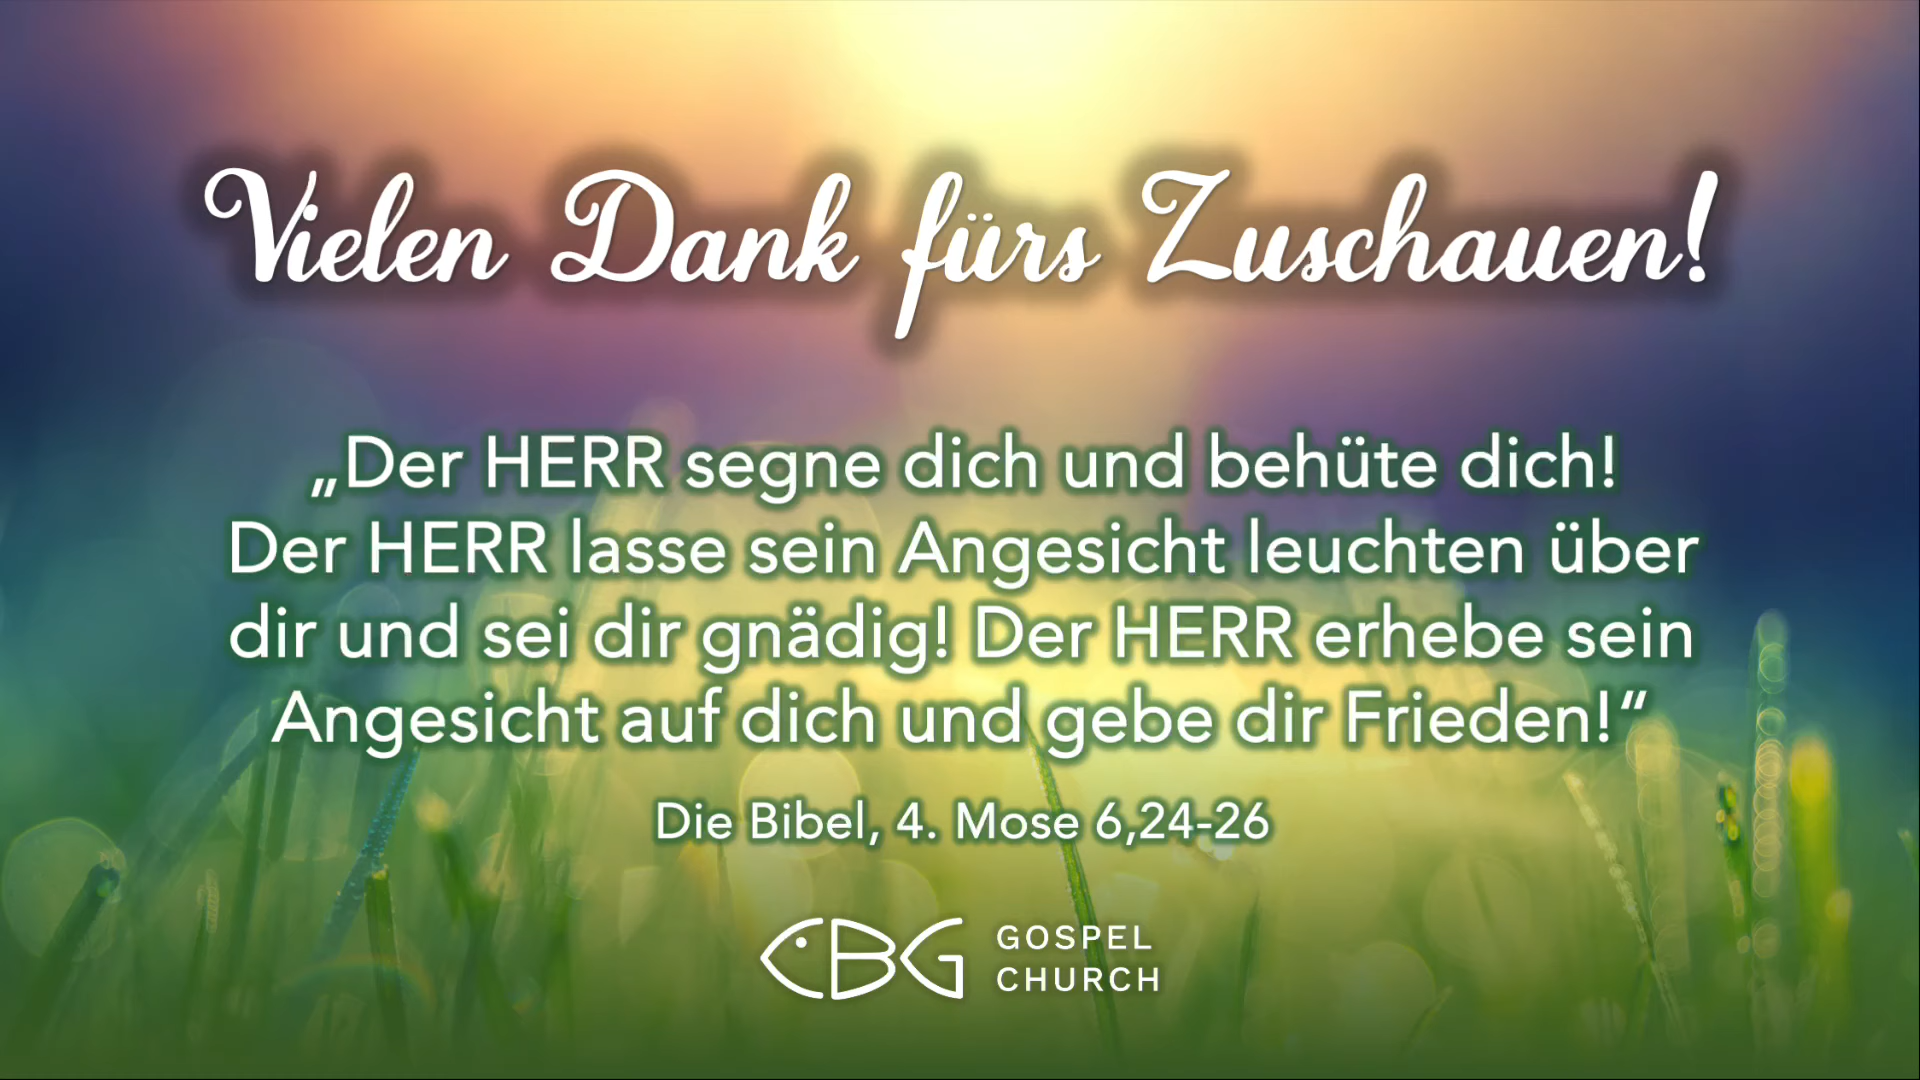 Vielen Dank fürs Zuschauen!
„Der HERR segne dich und behüte dich!
Der HERR lasse sein Angesicht leuchten über
dir und sei dir gnädig! Der HERR erhebe sein
Angesicht auf dich und gebe dir Frieden!“
Die Bibel, 4. Mose 6,24-26
CBG GOSPEL
CHURCH